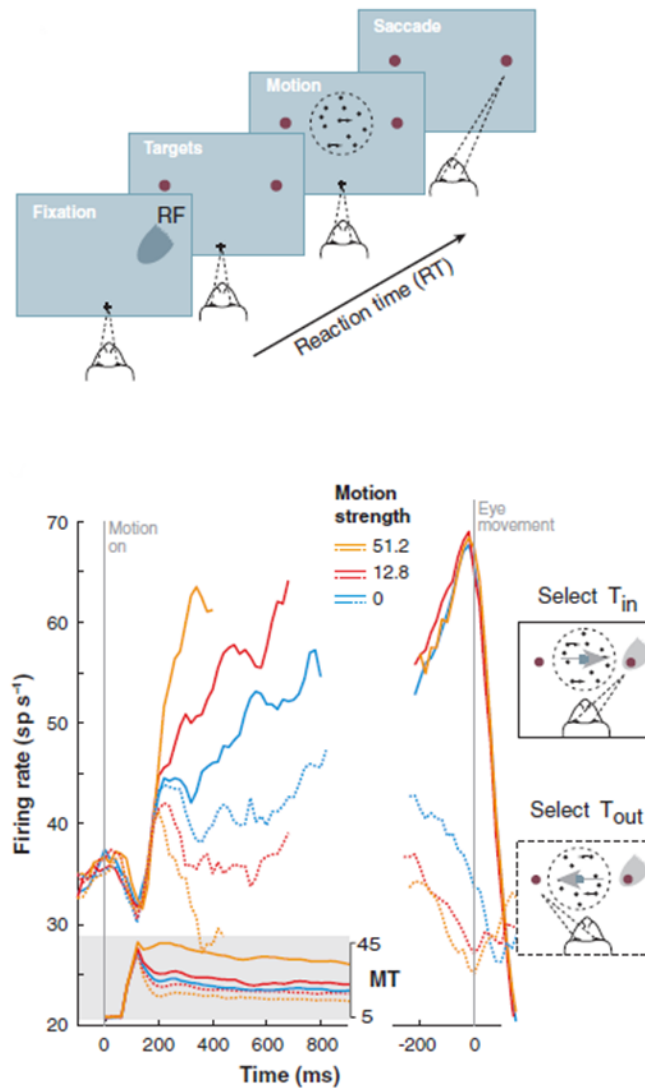 Saccade
Motion
Targets
Fixation
RF
Reaction time (RT)
Motion
strength
51.2
12.8
0
Motion
on
Eye
movement
70
60
50
40
30
20
Firing rate (sp s⁻¹)
45
MT
5
0
200
400
600
800
-200
0
Time (ms)
Select Tin
Select Tout